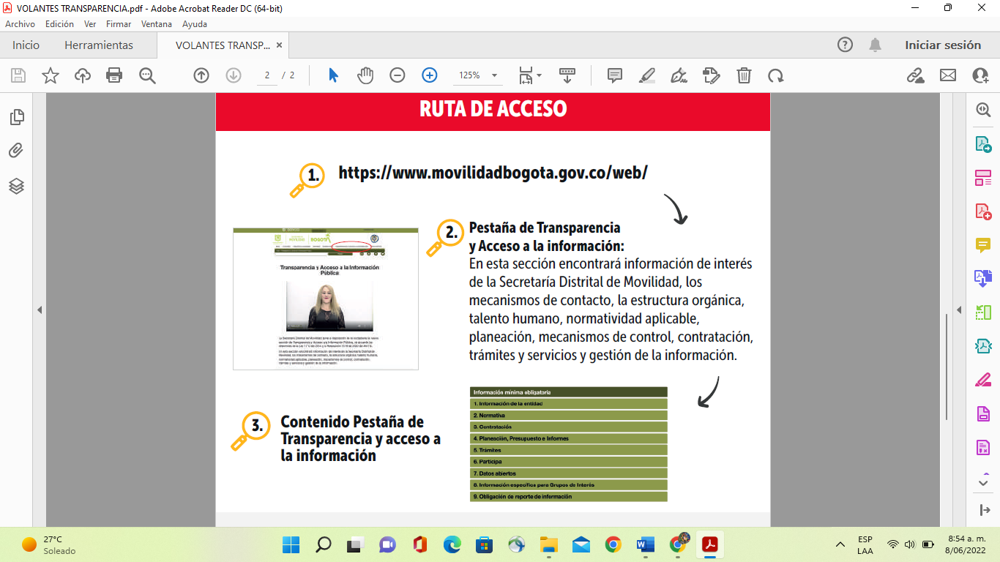 VOLANTES TRANSPARENCIA.pdf - Adobe Acrobat Reader DC (64-bit)
Archivo Edición Ver Firmar Ventana Ayuda
Inicio Herramientas VOLANTES TRANSP... Iniciar sesión
2 / 2 125%
RUTA DE ACCESO
1. https://www.movilidadbogota.gov.co/web/
2. Pestaña de Transparencia
y Acceso a la información:
En esta sección encontrará información de interés
de la Secretaría Distrital de Movilidad, los
mecanismos de contacto, la estructura orgánica,
talento humano, normatividad aplicable,
planeación, mecanismos de control, contratación,
trámites y servicios y gestión de la información.
MOVILIDAD BOGOTÁ
Transparencia y Acceso a la Información
Pública
3. Contenido Pestaña de
Transparencia y acceso a
la información
Información mínima obligatoria
1. Información de la entidad
2. Normativa
3. Contratación
4. Planeación, Presupuesto e Informes
5. Trámites
6. Participa
7. Datos abiertos
8. Información específica para Grupos de Interés
9. Obligación de reporte de información
27°C
Soleado
ESP
LAA
8:54 a. m.
8/06/2022